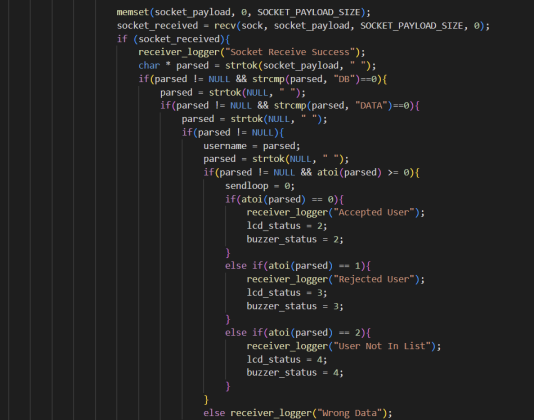 memset(socket_payload, 0, SOCKET_PAYLOAD_SIZE);
socket_received = recv(sock, socket_payload, SOCKET_PAYLOAD_SIZE, 0);
if (socket_received){
receiver_logger("Socket Receive Success");
char * parsed = strtok(socket_payload, " ");
if(parsed != NULL && strcmp(parsed, "DB")==0){
parsed = strtok(NULL, " ");
if(parsed != NULL && strcmp(parsed, "DATA")==0){
parsed = strtok(NULL, " ");
if(parsed != NULL){
username = parsed;
parsed = strtok(NULL, " ");
if(parsed != NULL && atoi(parsed) >= 0){
sendloop = 0;
if(atoi(parsed) == 0){
receiver_logger("Accepted User");
lcd_status = 2;
buzzer_status = 2;
}
else if(atoi(parsed) == 1){
receiver_logger("Rejected User");
lcd_status = 3;
buzzer_status = 3;
}
else if(atoi(parsed) == 2){
receiver_logger("User Not In List");
lcd_status = 4;
buzzer_status = 4;
}
}
else receiver_logger("Wrong Data");